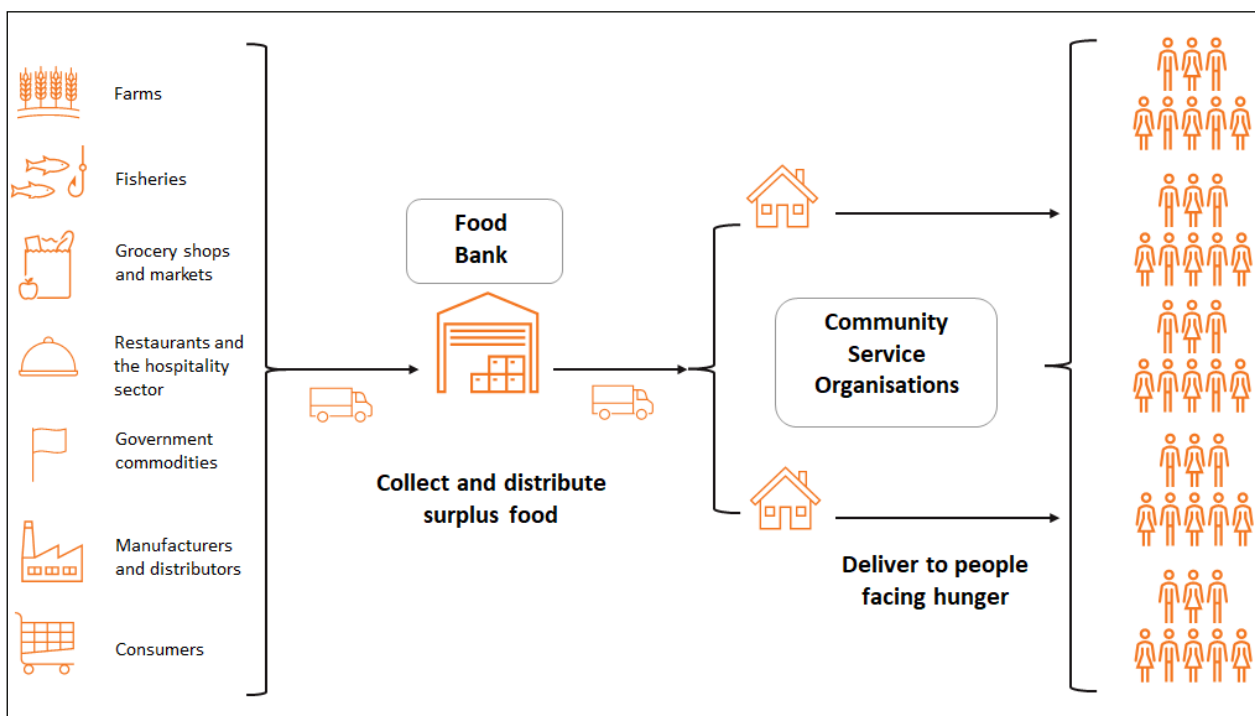 Farms
Fisheries
Grocery shops
and markets
Restaurants and
the hospitality
sector
Government
commodities
Manufacturers
and distributors
Consumers
Food
Bank
Collect and distribute
surplus food
Community
Service
Organisations
Deliver to people
facing hunger